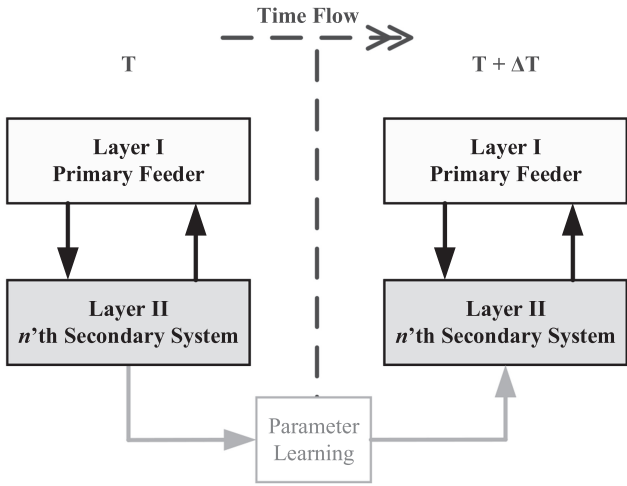 Time Flow
T
T + ΔT
Layer I
Primary Feeder
Layer I
Primary Feeder
Layer II
n’th Secondary System
Layer II
n’th Secondary System
Parameter
Learning